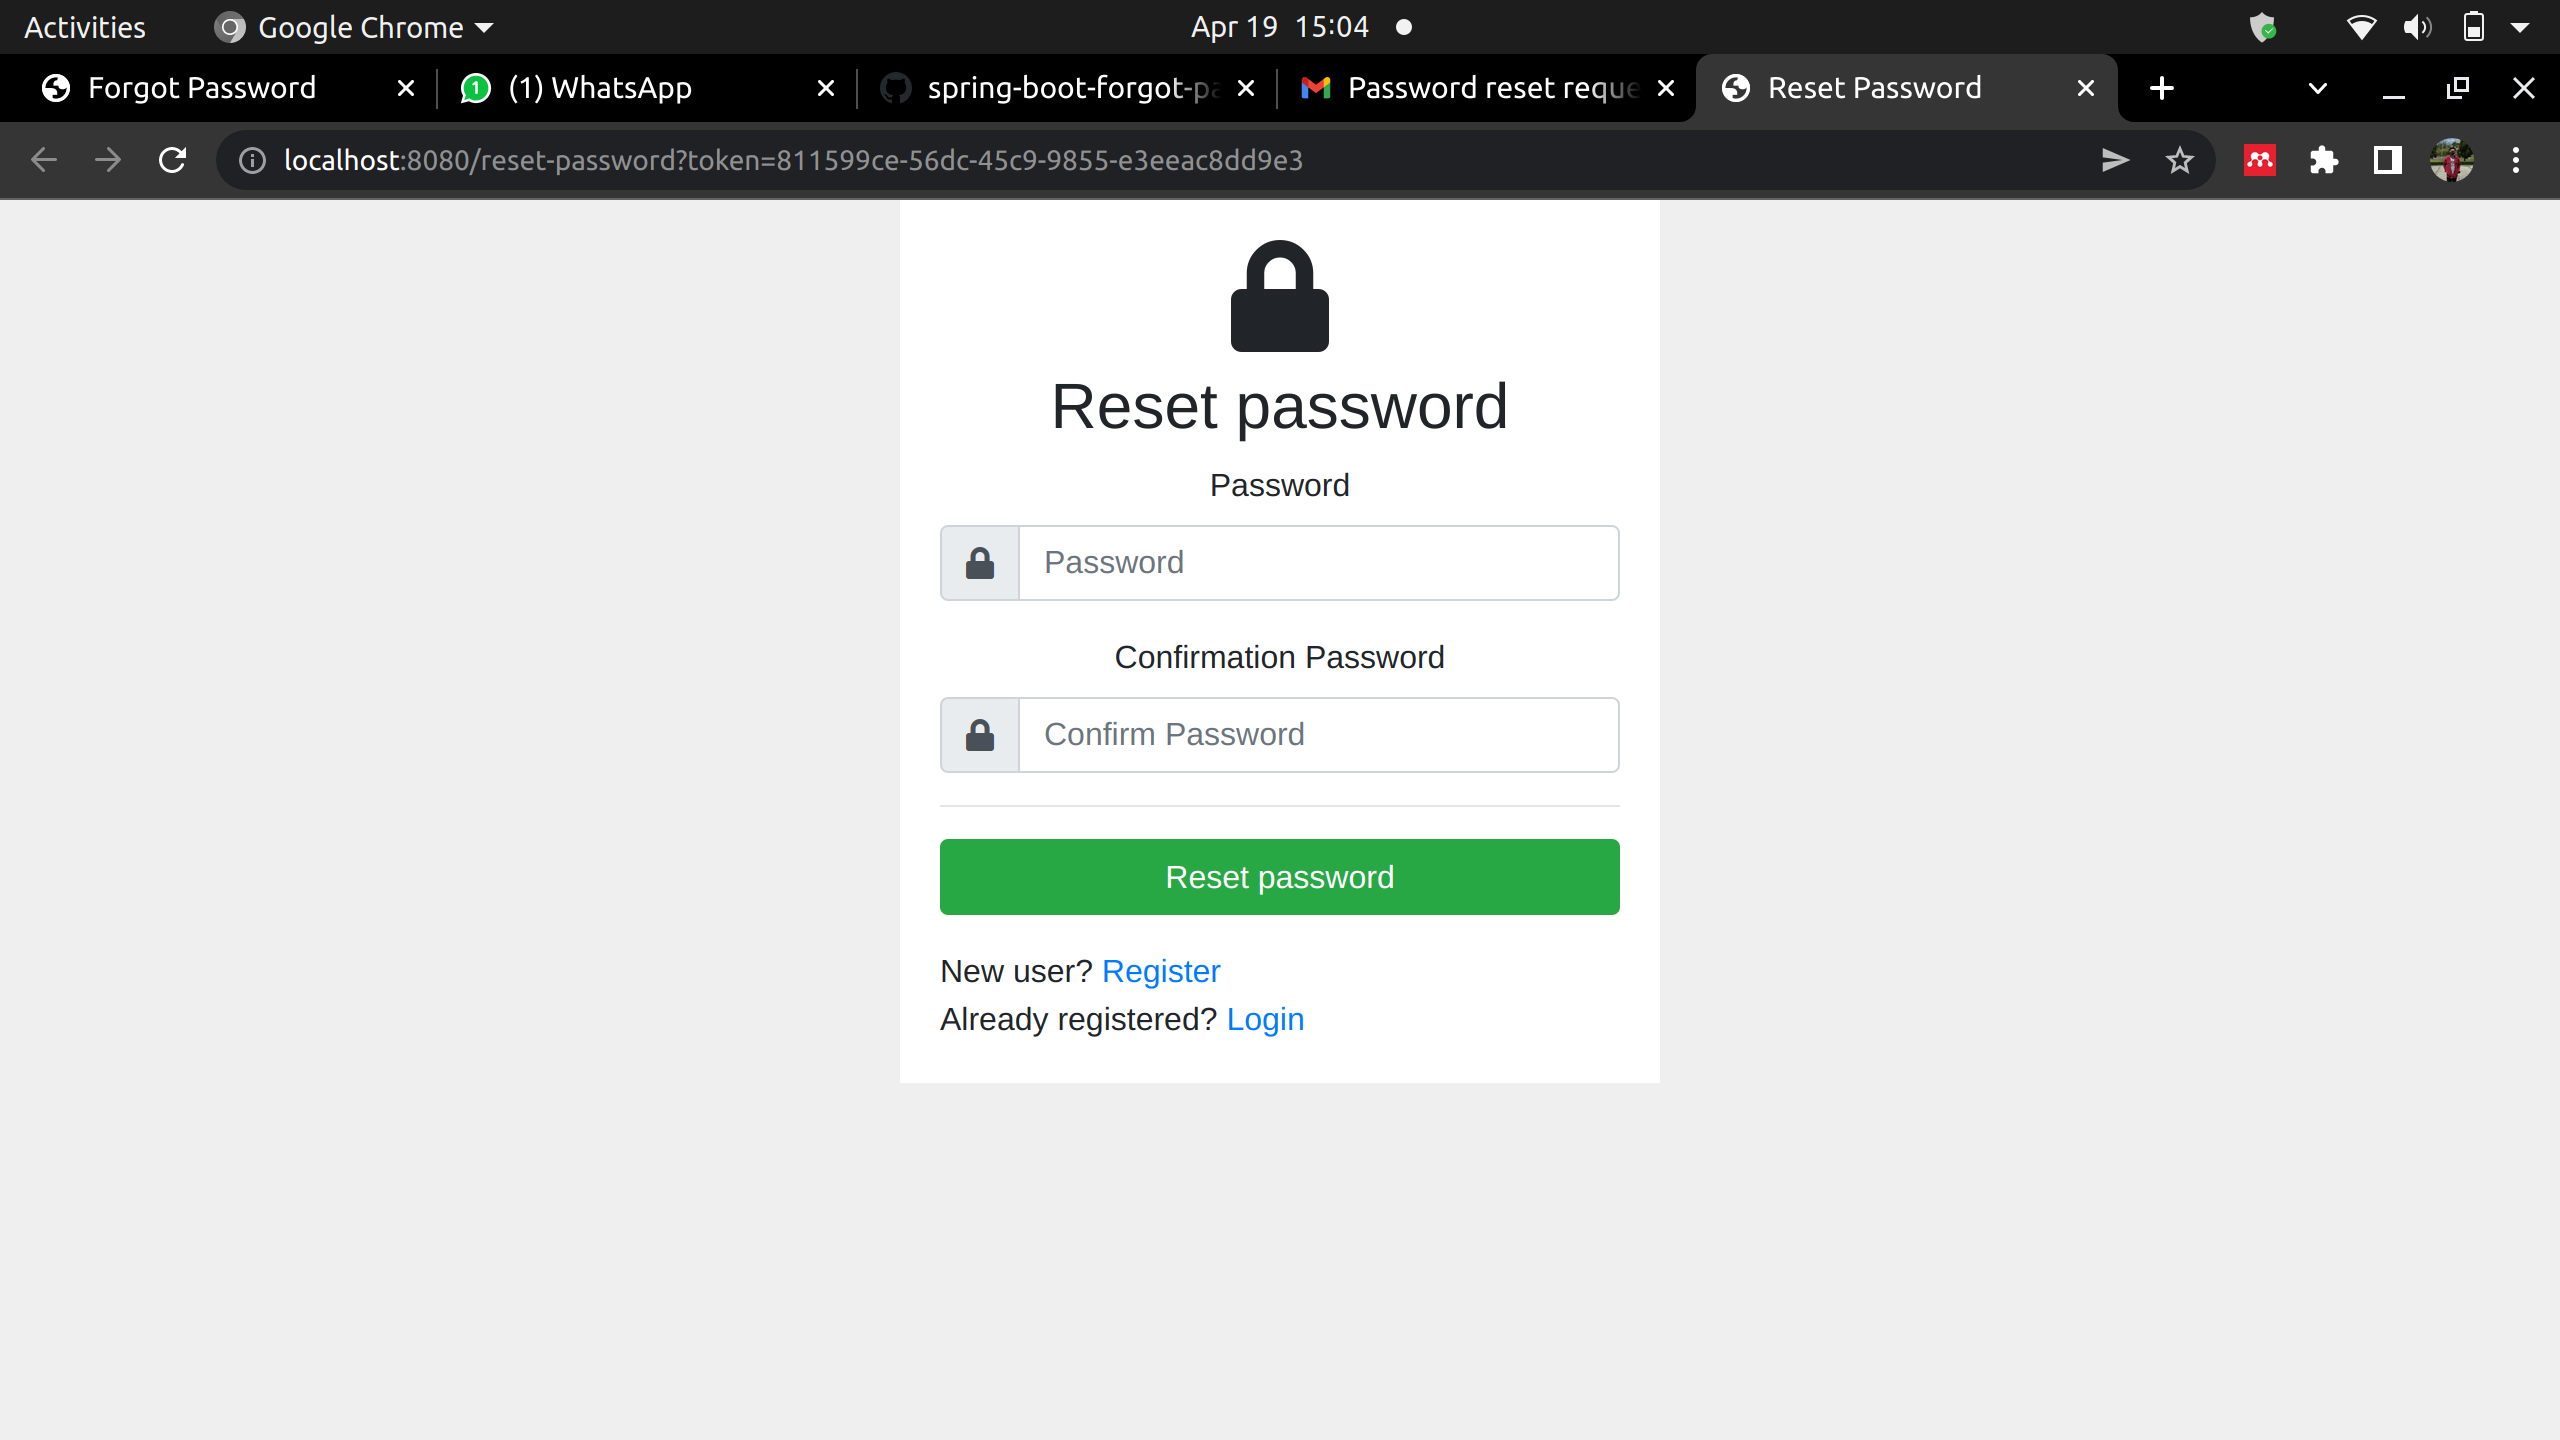 Activities
Google Chrome
Apr 19 15:04
Forgot Password
1
(1) WhatsApp
spring-boot-forgot-pa
Password reset reque
Reset Password
localhost:8080/reset-password?token=811599ce-56dc-45c9-9855-e3eeac8dd9e3
Reset password
Password
Password
Confirmation Password
Confirm Password
Reset password
New user? Register
Already registered? Login